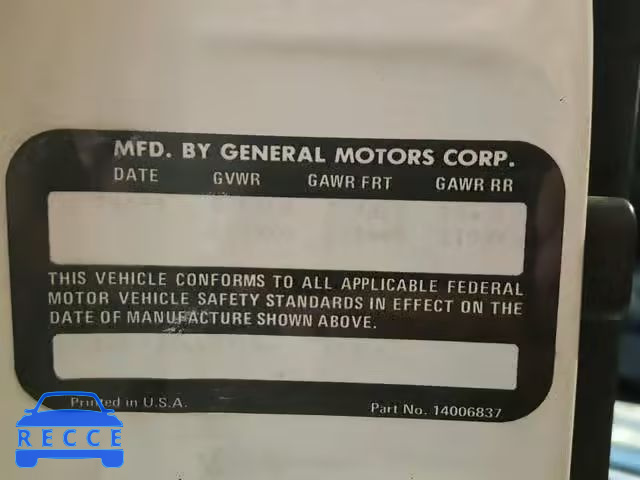 MFD. BY GENERAL MOTORS CORP.
DATE GVWR GAWR FRT GAWR RR
THIS VEHICLE CONFORMS TO ALL APPLICABLE FEDERAL
MOTOR VEHICLE SAFETY STANDARDS IN EFFECT ON THE
DATE OF MANUFACTURE SHOWN ABOVE.
Printed in U.S.A. Part No. 14006837
RECCE